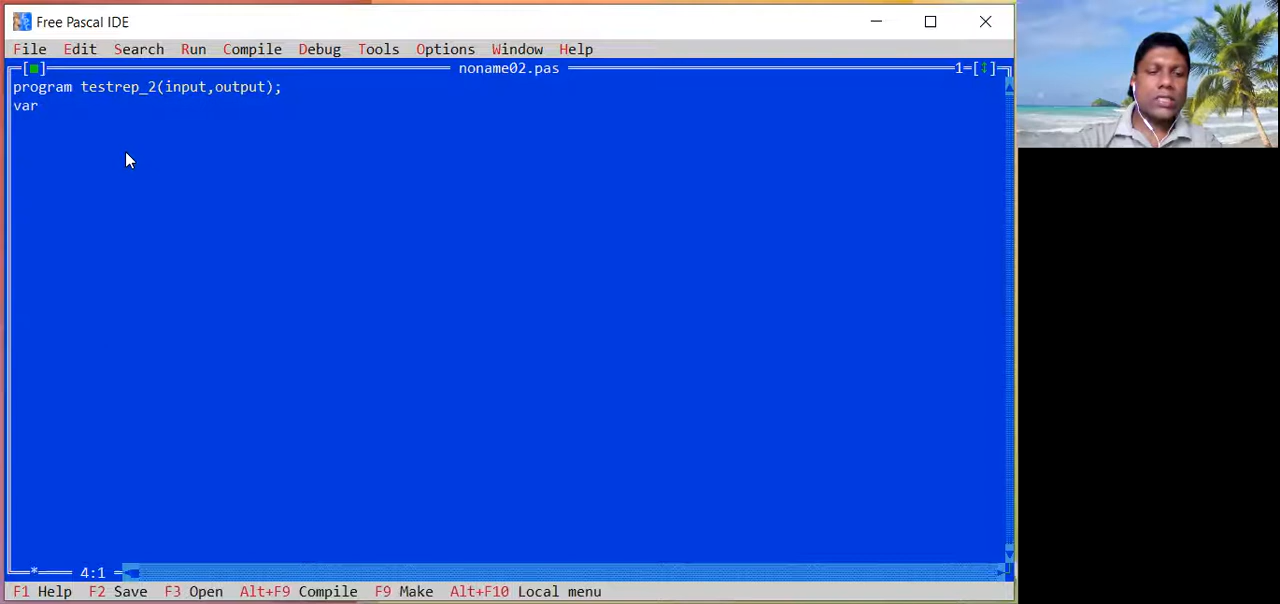 Free Pascal IDE
File Edit Search Run Compile Debug Tools Options Window Help
noname02.pas 1
program testrep_2(input,output);
var
* 4:1
F1 Help F2 Save F3 Open Alt+F9 Compile F9 Make Alt+F10 Local menu